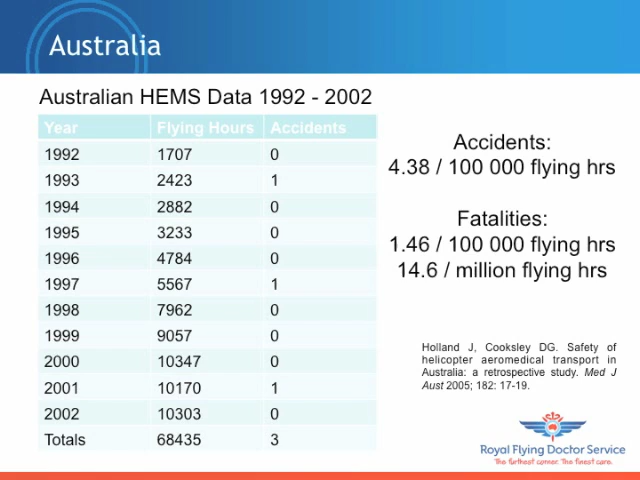 Australia
Australian HEMS Data 1992 - 2002
Year Flying Hours Accidents
1992 1707 0
1993 2423 1
1994 2882 0
1995 3233 0
1996 4784 0
1997 5567 1
1998 7962 0
1999 9057 0
2000 10347 0
2001 10170 1
2002 10303 0
Totals 68435 3
Accidents:
4.38 / 100 000 flying hrs
Fatalities:
1.46 / 100 000 flying hrs
14.6 / million flying hrs
Holland J, Cooksley DG. Safety of
helicopter aeromedical transport in
Australia: a retrospective study. Med J
Aust 2005; 182: 17-19.
Royal Flying Doctor Service
The furthest corner. The finest care.